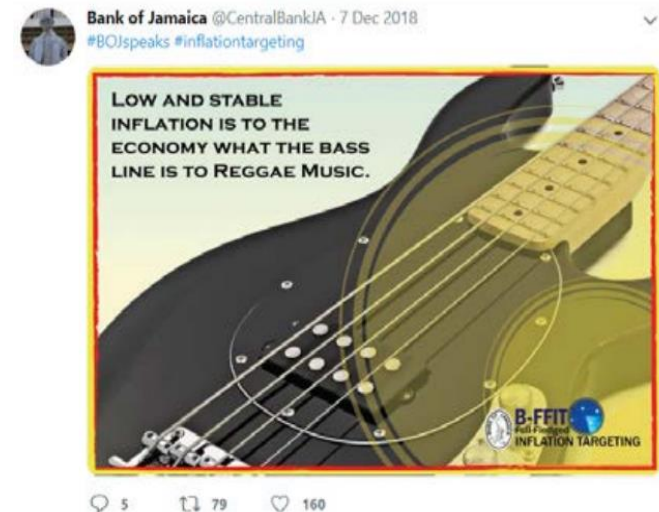 Bank of Jamaica @CentralBankJA · 7 Dec 2018
#BOJspeaks #inflationtargeting
LOW AND STABLE
INFLATION IS TO THE
ECONOMY WHAT THE BASS
LINE IS TO REGGAE MUSIC.
B-FFIT
Full-Fledged
INFLATION TARGETING
5 79 160